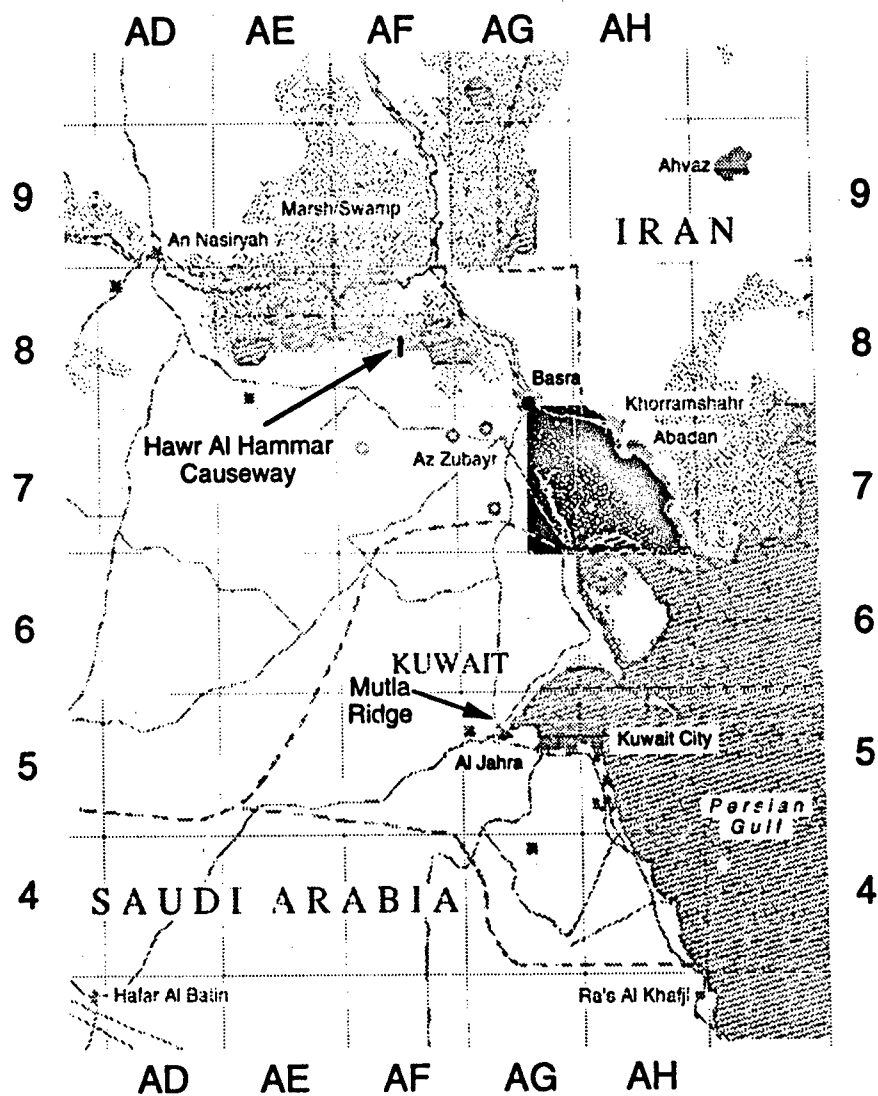 AD AE AF AG AH
9 9
Ahvaz
Marsh/Swamp
IRAN
An Nasiryah
8 8
Basra
Khorramshahr
Hawr Al Hammar
Causeway
Abadan
Az Zubayr
7 7
6 6
KUWAIT
Mutla
Ridge
Kuwait City
5 5
Al Jahra
Persian
Gulf
4 4
SAUDI ARABIA
Hafar Al Batin
Ra's Al Khafji
AD AE AF AG AH